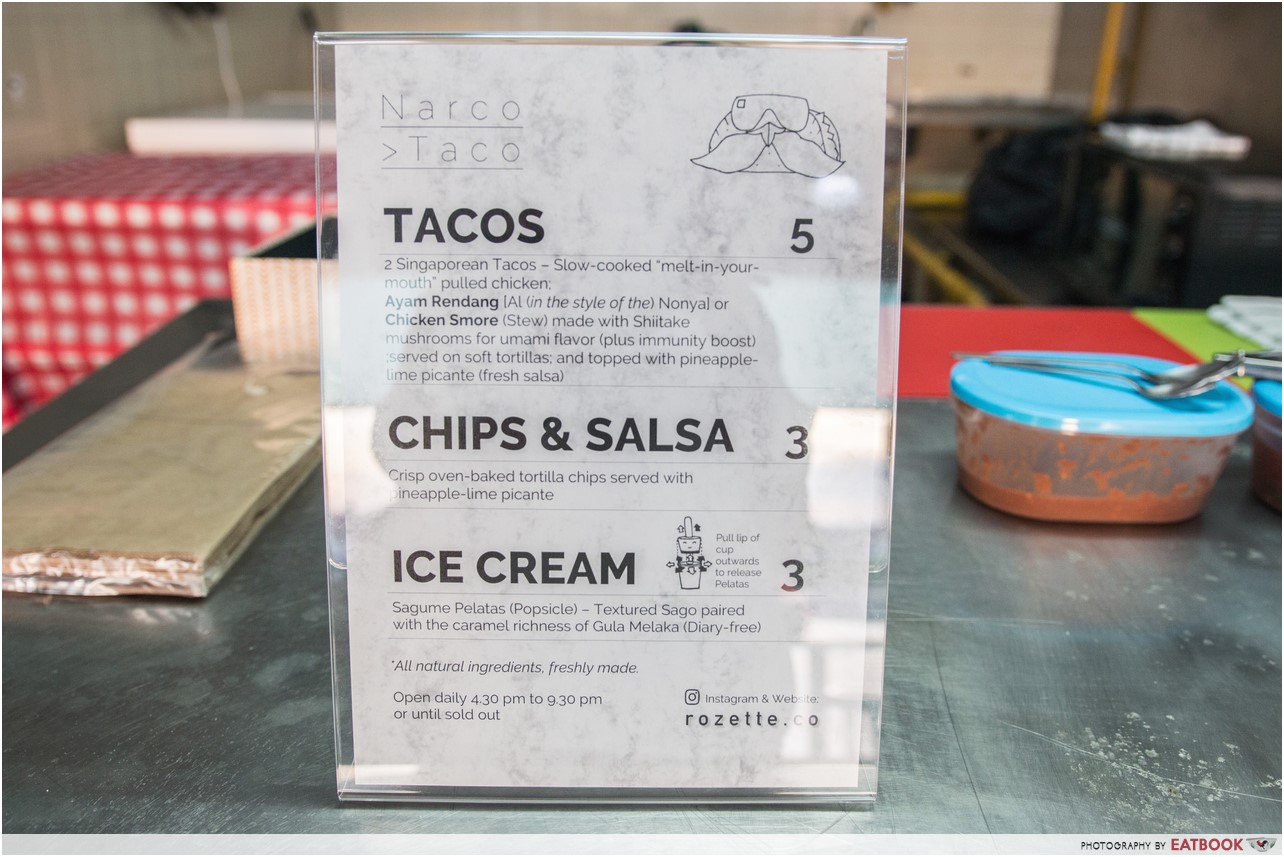 Narco
>Taco
TACOS 5
2 Singaporean Tacos – Slow-cooked “melt-in-your-
mouth” pulled chicken:
Ayam Rendang [Al (in the style of the) Nonya] or
Chicken Smore (Stew) made with Shiitake
mushrooms for umami flavor (plus immunity boost)
;served on soft tortillas; and topped with pineapple-
lime picante (fresh salsa)
CHIPS & SALSA 3
Crisp oven-baked tortilla chips served with
pineapple-lime picante
Pull lip of
cup
outwards
to release
Pelatas
ICE CREAM 3
Sagume Pelatas (Popsicle) – Textured Sago paired
with the caramel richness of Gula Melaka (Diary-free)
*All natural ingredients, freshly made.
Open daily 4.30 pm to 9.30 pm
or until sold out
Instagram & Website:
rozette.co
PHOTOGRAPHY BY EATBOOK